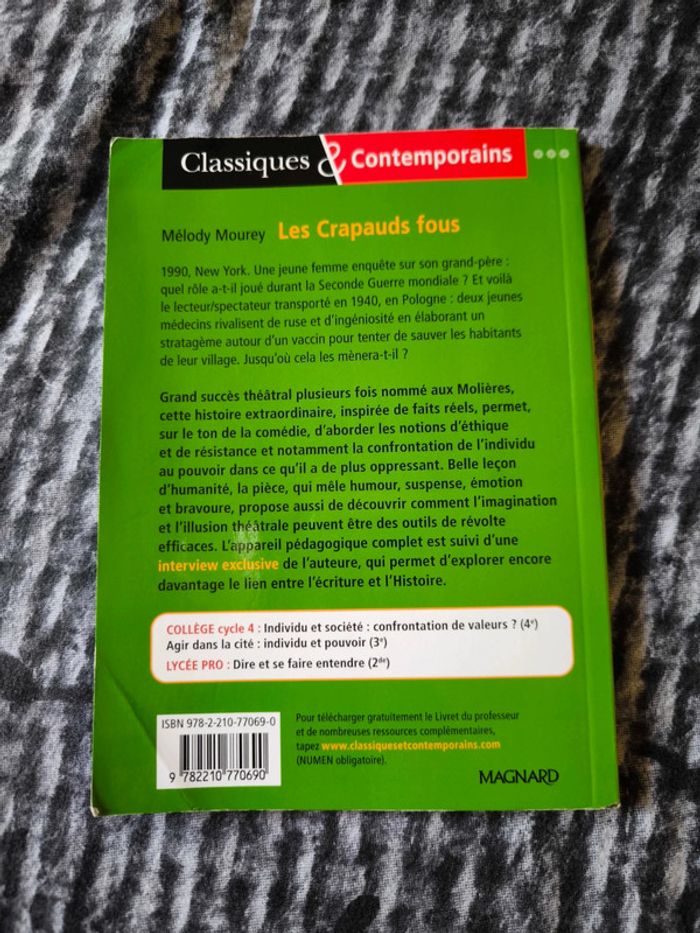 Classiques & Contemporains
Mélody Mourey Les Crapauds fous
1990, New York. Une jeune femme enquête sur son grand-père :
quel rôle a-t-il joué durant la Seconde Guerre mondiale ? Et voilà
le lecteur/spectateur transporté en 1940, en Pologne : deux jeunes
médecins rivalisent de ruse et d'ingéniosité en élaborant un
stratagème autour d'un vaccin pour tenter de sauver les habitants
de leur village. Jusqu'où cela les mènera-t-il ?
Grand succès théâtral plusieurs fois nommé aux Molières,
cette histoire extraordinaire, inspirée de faits réels, permet,
sur le ton de la comédie, d'aborder les notions d'éthique
et de résistance et notamment la confrontation de l'individu
au pouvoir dans ce qu'il a de plus oppressant. Belle leçon
d'humanité, la pièce, qui mêle humour, suspense, émotion
et bravoure, propose aussi de découvrir comment l'imagination
et l'illusion théâtrale peuvent être des outils de révolte
efficaces. L'appareil pédagogique complet est suivi d'une
interview exclusive de l'auteure, qui permet d'explorer encore
davantage le lien entre l'écriture et l'Histoire.
COLLÈGE cycle 4 : Individu et société : confrontation de valeurs ? (4e)
Agir dans la cité : individu et pouvoir (3e)
LYCÉE PRO : Dire et se faire entendre (2de)
ISBN 978-2-210-77069-0
9 782210 770690
Pour télécharger gratuitement le Livret du professeur
et de nombreuses ressources complémentaires,
tapez www.classiquesetcontemporains.com
(NUMEN obligatoire).
MAGNARD